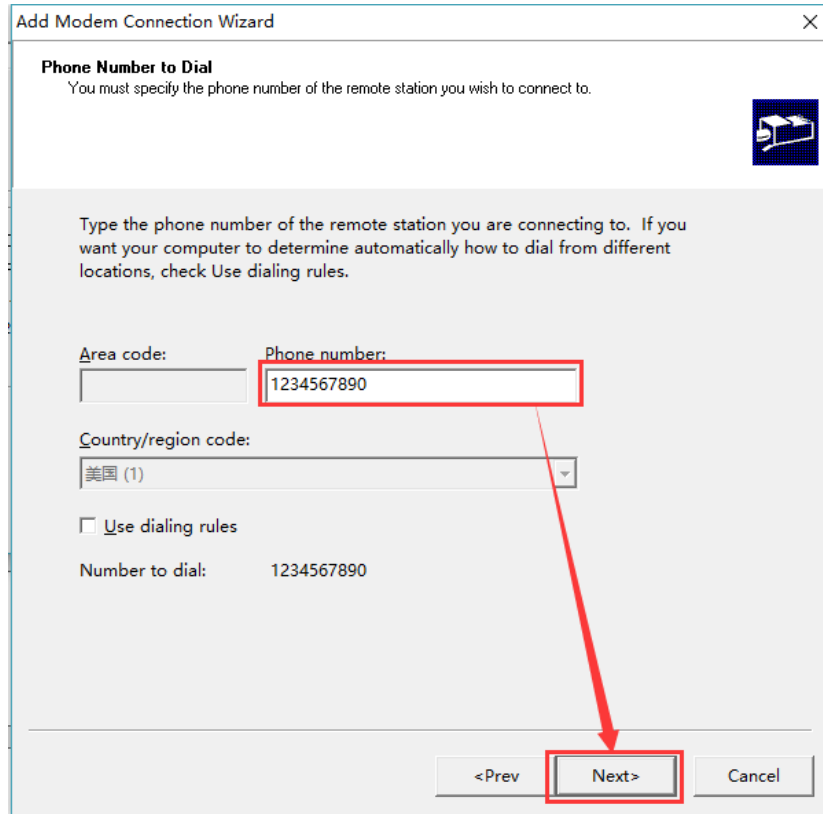 Add Modem Connection Wizard
Phone Number to Dial
You must specify the phone number of the remote station you wish to connect to.
Type the phone number of the remote station you are connecting to.  If you
want your computer to determine automatically how to dial from different
locations, check Use dialing rules.
Area code: Phone number:
1234567890
Country/region code:
美国 (1)
Use dialing rules
Number to dial: 1234567890
<Prev Next> Cancel